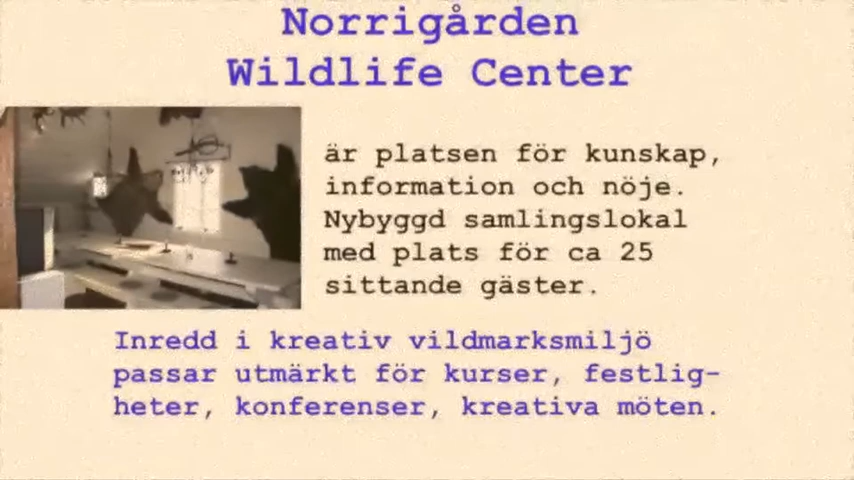 Norrigården
Wildlife Center
är platsen för kunskap,
information och nöje.
Nybyggd samlingslokal
med plats för ca 25
sittande gäster.
Inredd i kreativ vildmarksmiljö
passar utmärkt för kurser, festlig-
heter, konferenser, kreativa möten.